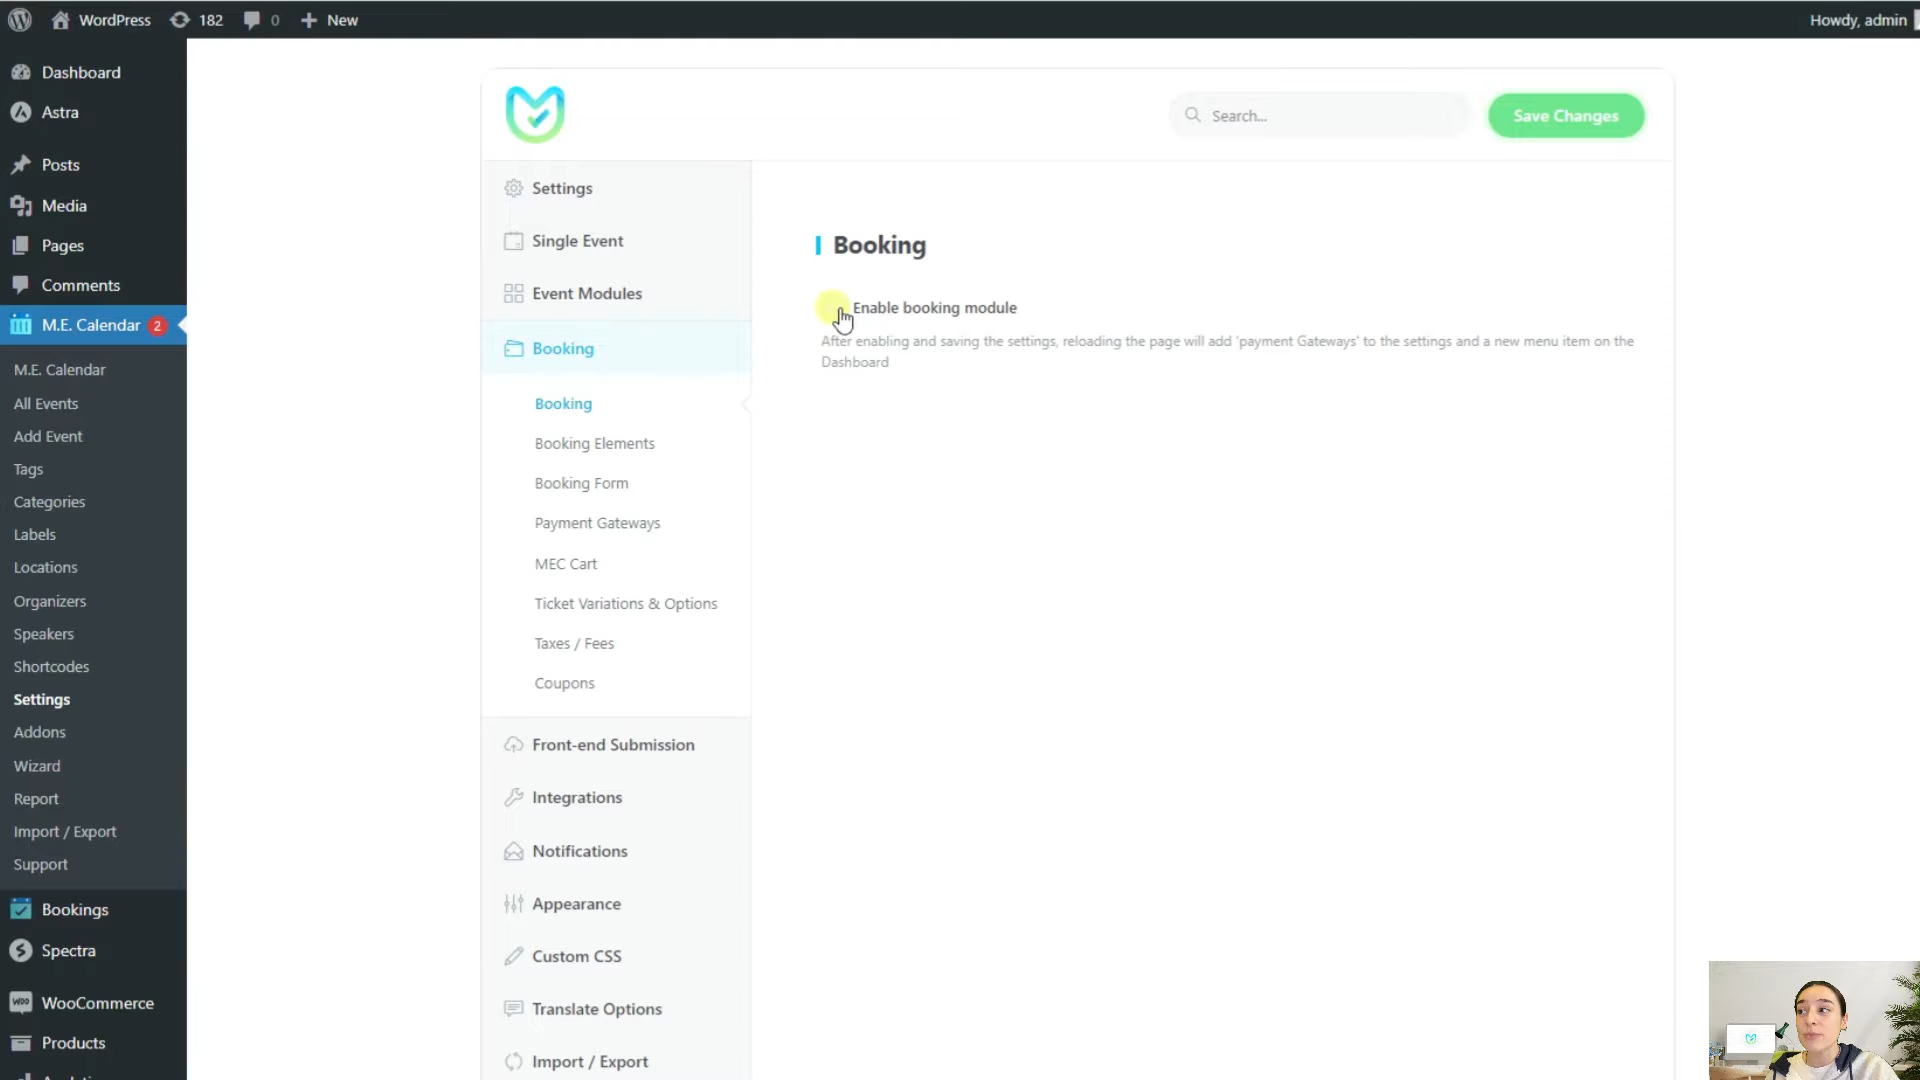 WordPress
182
0
New
Howdy, admin
Dashboard
Astra
Posts
Media
Pages
Comments
M.E. Calendar 2
M.E. Calendar
All Events
Add Event
Tags
Categories
Labels
Locations
Organizers
Speakers
Shortcodes
Settings
Addons
Wizard
Report
Import / Export
Support
Bookings
Spectra
WooCommerce
Products
Search...
Save Changes
Settings
Single Event
Event Modules
Booking
Booking
Booking Elements
Booking Form
Payment Gateways
MEC Cart
Ticket Variations & Options
Taxes / Fees
Coupons
Front-end Submission
Integrations
Notifications
Appearance
Custom CSS
Translate Options
Import / Export
Booking
Enable booking module
After enabling and saving the settings, reloading the page will add 'payment Gateways' to the settings and a new menu item on the
Dashboard